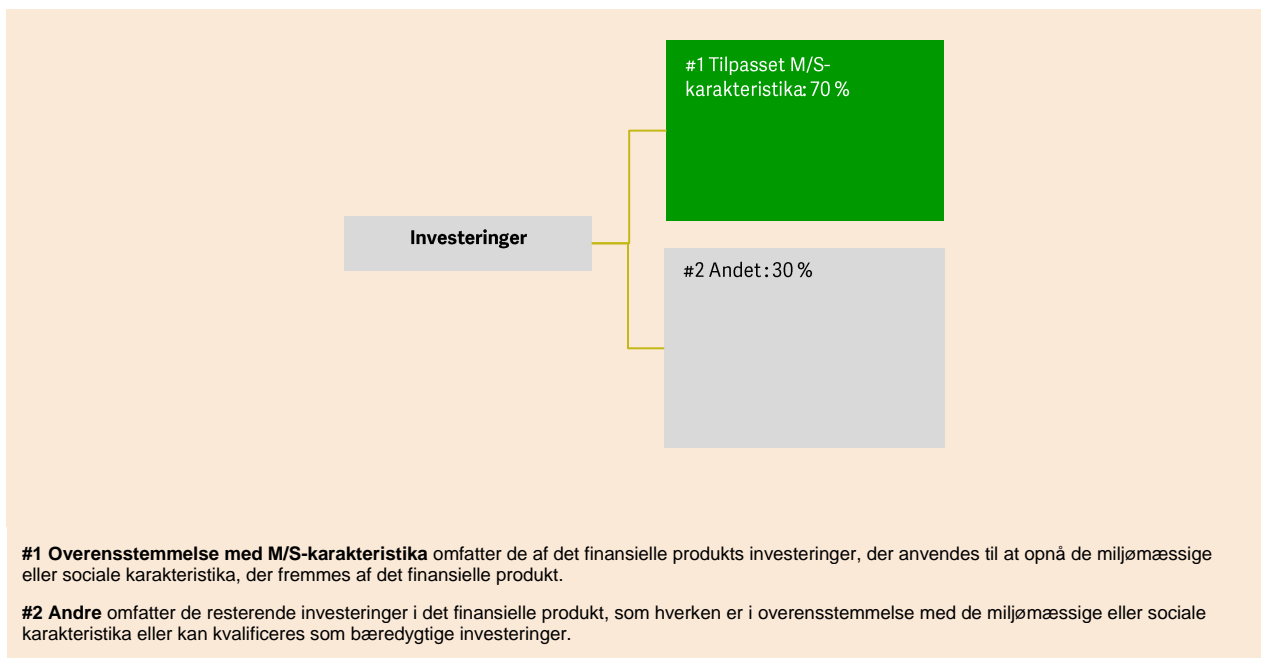 #1 Tilpasset M/S-
karakteristika: 70 %
Investeringer
#2 Andet : 30 %
#1 Overensstemmelse med M/S-karakteristika omfatter de af det finansielle produkts investeringer, der anvendes til at opnå de miljømæssige
eller sociale karakteristika, der fremmes af det finansielle produkt.
#2 Andre omfatter de resterende investeringer i det finansielle produkt, som hverken er i overensstemmelse med de miljømæssige eller sociale
karakteristika eller kan kvalificeres som bæredygtige investeringer.